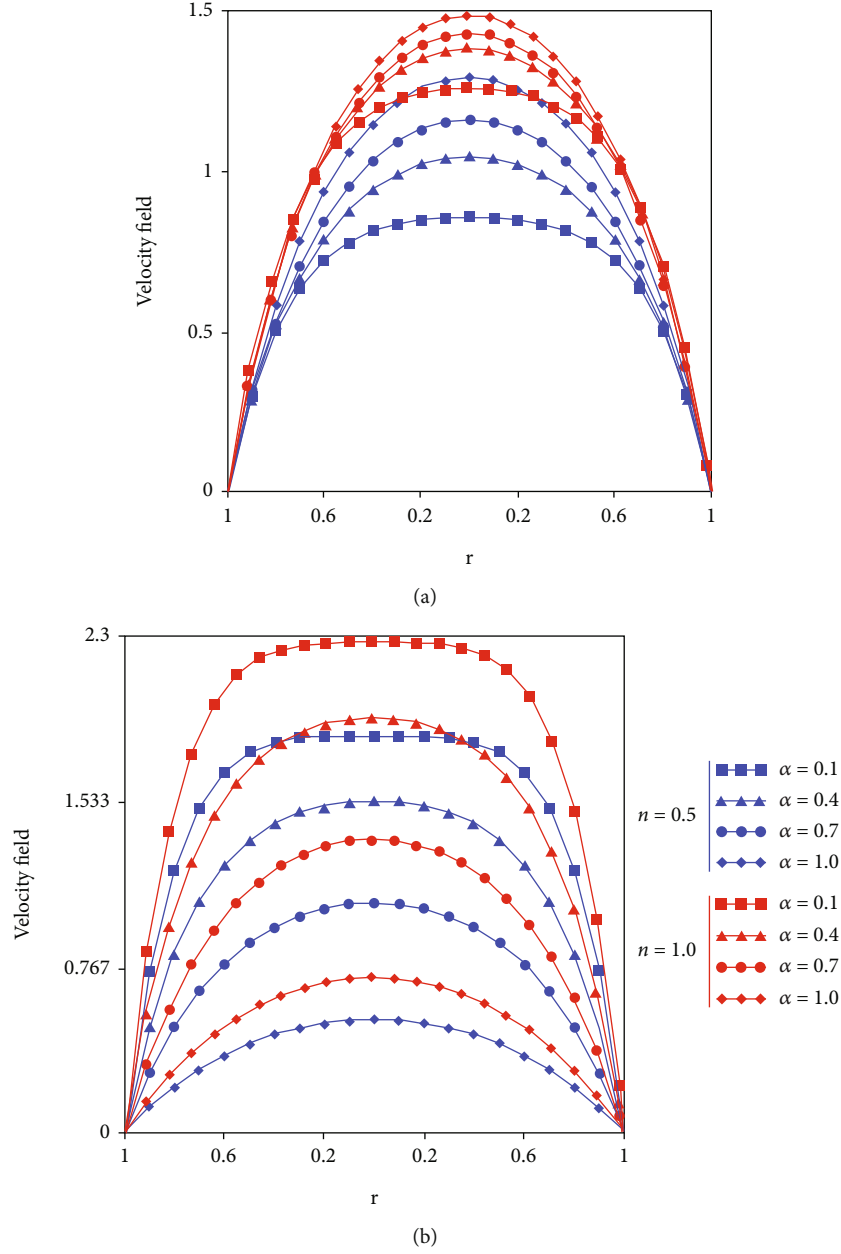 1.5
1
0.5
0
Velocity field
1
0.6
0.2
0.2
0.6
1
r
(a)
2.3
1.533
0.767
0
Velocity field
1
0.6
0.2
0.2
0.6
1
r
(b)
n = 0.5
α = 0.1
α = 0.4
α = 0.7
α = 1.0
n = 1.0
α = 0.1
α = 0.4
α = 0.7
α = 1.0